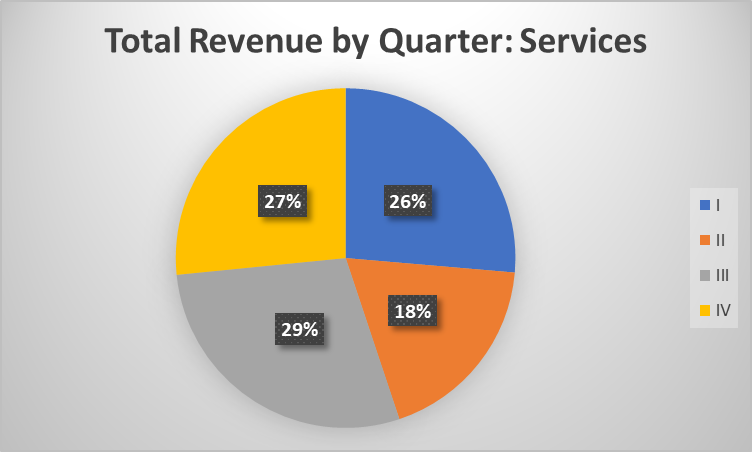 Total Revenue by Quarter: Services
27%
26%
29%
18%
I
II
III
IV